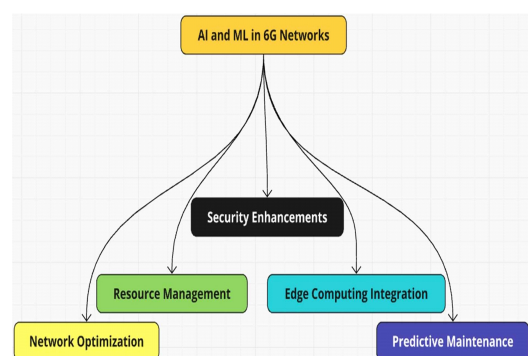 AI and ML in 6G Networks
Security Enhancements
Resource Management
Edge Computing Integration
Network Optimization
Predictive Maintenance